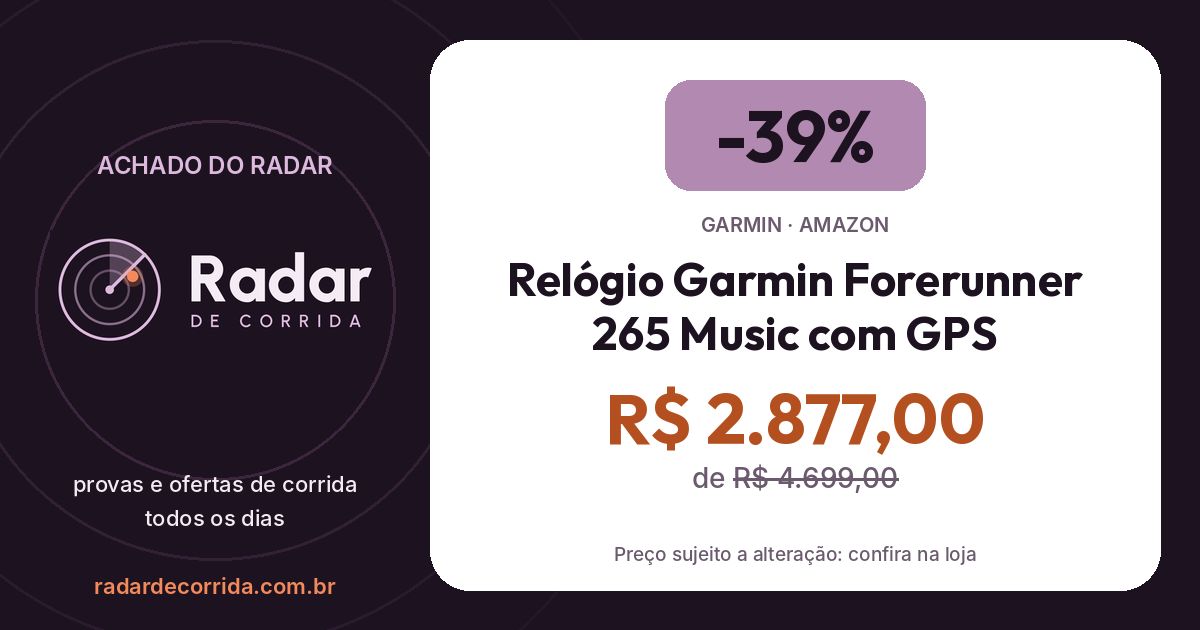 ACHADO DO RADAR
Radar
DE CORRIDA
provas e ofertas de corrida
todos os dias
radardecorrida.com.br
-39%
GARMIN · AMAZON
Relógio Garmin Forerunner
265 Music com GPS
R$ 2.877,00
de R$ 4.699,00
Preço sujeito a alteração: confira na loja